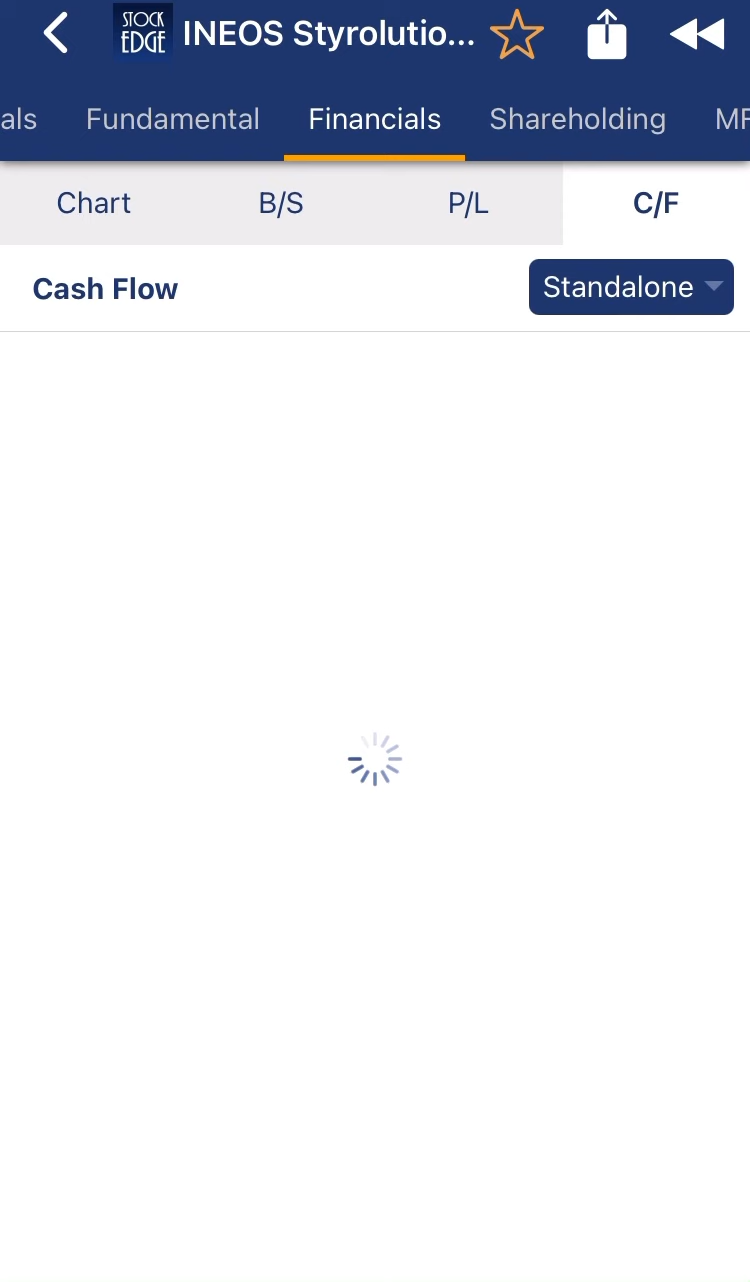 STOCK
EDGE
INEOS Styrolutio...
als Fundamental Financials Shareholding MF
Chart B/S P/L C/F
Cash Flow Standalone